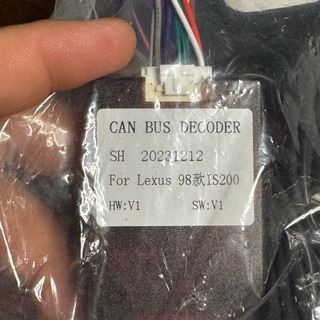 CAN BUS DECODER
SH 20231212
For Lexus 98款IS200
HW:V1 SW:V1